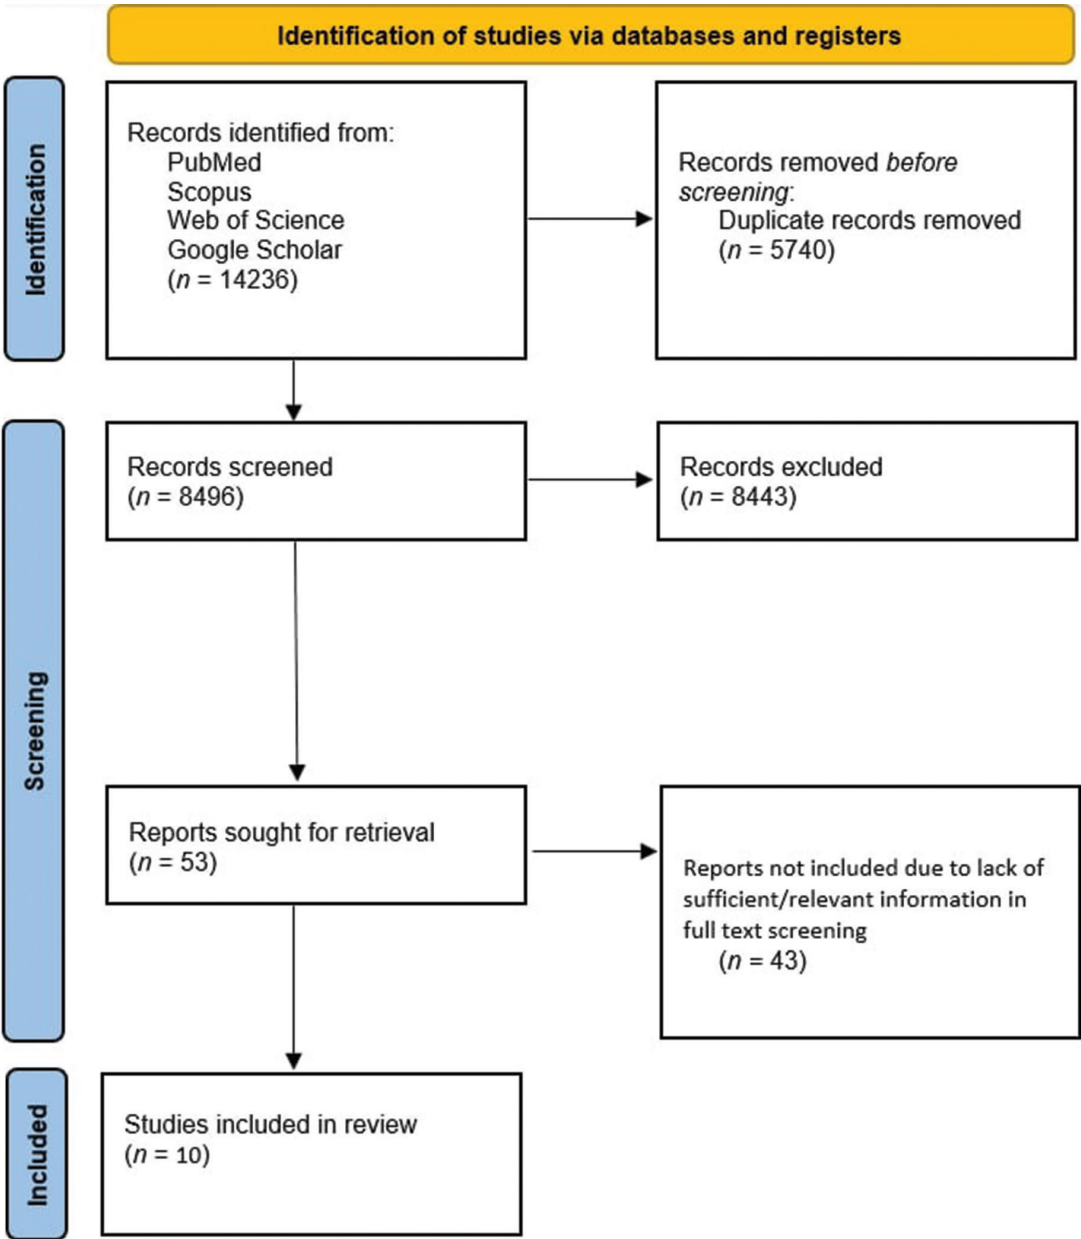 Identification of studies via databases and registers
Identification
Records identified from:
PubMed
Scopus
Web of Science
Google Scholar
(n = 14236)
Records removed before
screening:
Duplicate records removed
(n = 5740)
Screening
Records screened
(n = 8496)
Records excluded
(n = 8443)
Reports sought for retrieval
(n = 53)
Reports not included due to lack of
sufficient/relevant information in
full text screening
(n = 43)
Included
Studies included in review
(n = 10)